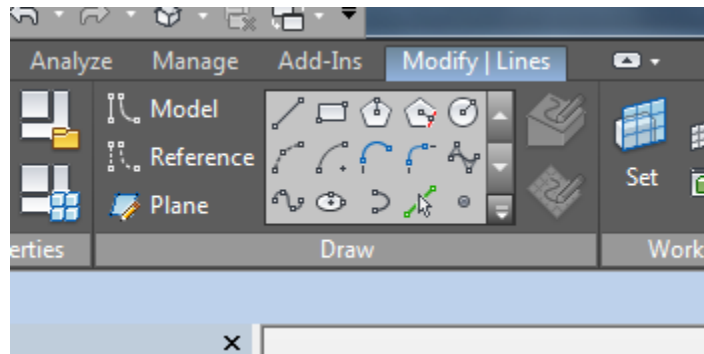 Analyze Manage Add-Ins Modify | Lines
Model
Reference
Plane
Set
erties Draw Work